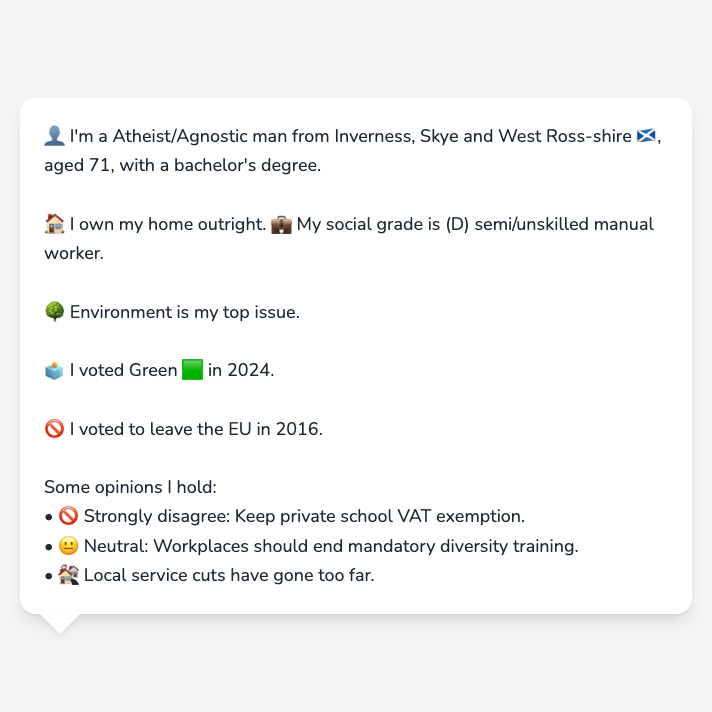 👤 I'm a Atheist/Agnostic man from Inverness, Skye and West Ross-shire 🏴󠁧󠁢󠁳󠁣󠁴󠁿,
aged 71, with a bachelor's degree.
🏠 I own my home outright. 💼 My social grade is (D) semi/unskilled manual
worker.
🌳 Environment is my top issue.
🗳️ I voted Green 🟩 in 2024.
🚫 I voted to leave the EU in 2016.
Some opinions I hold:
• 🚫 Strongly disagree: Keep private school VAT exemption.
• 😐 Neutral: Workplaces should end mandatory diversity training.
• 🏚️ Local service cuts have gone too far.